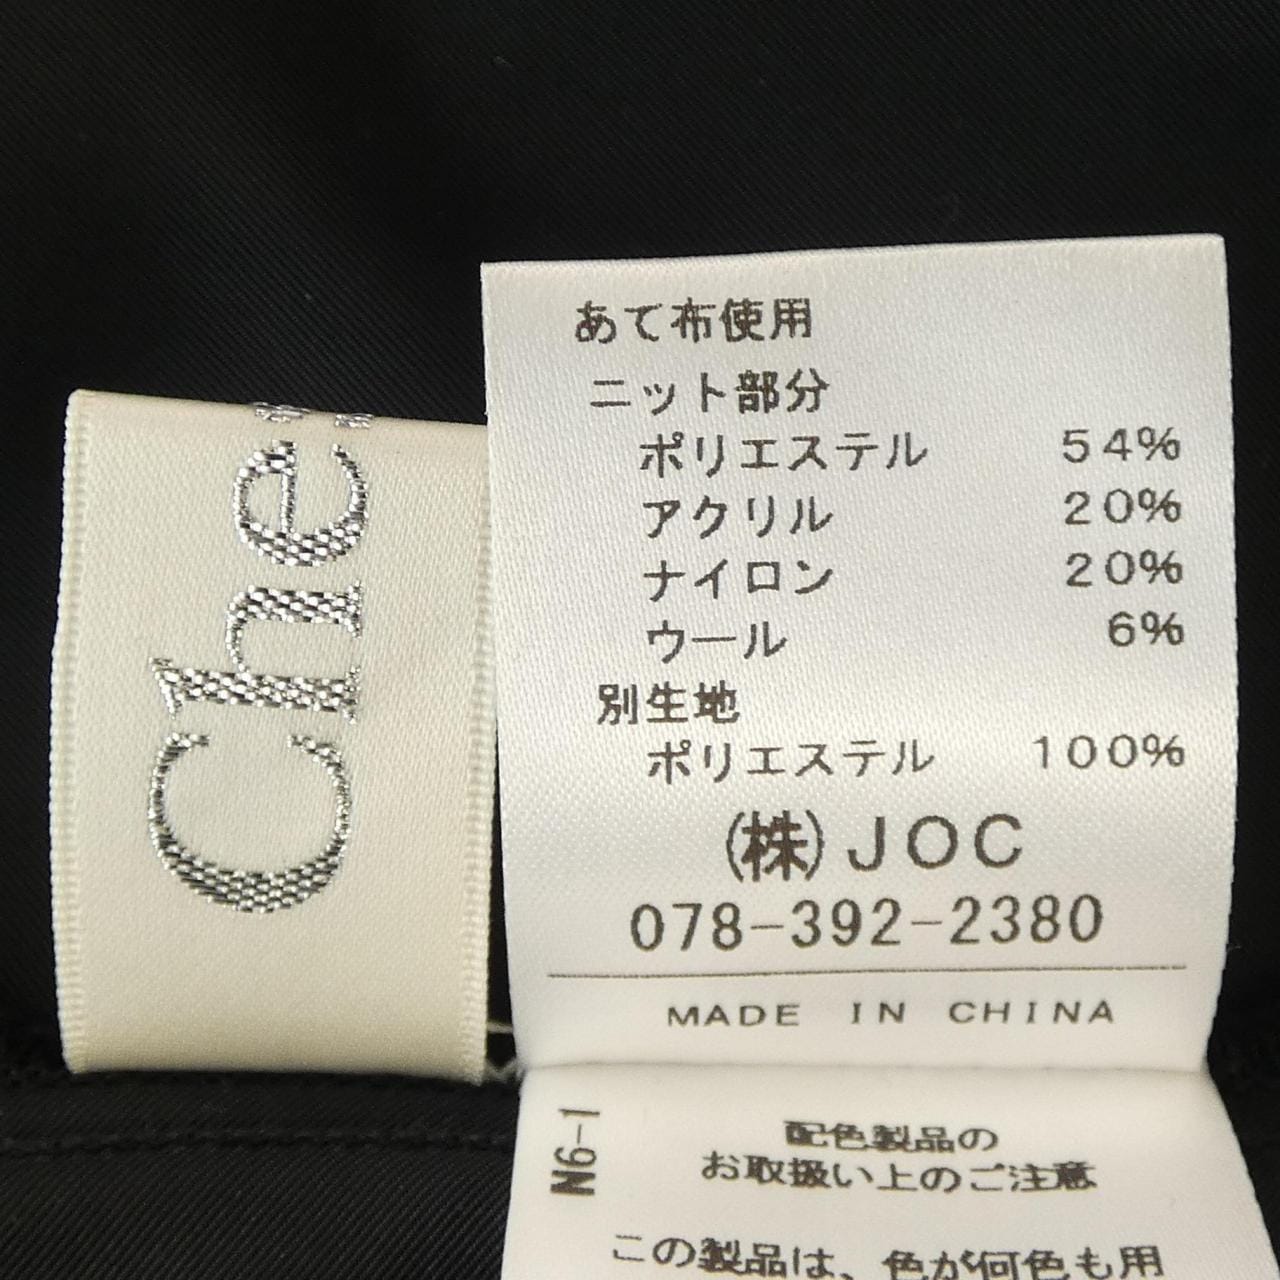 Che
あて布使用
ニット部分
ポリエステル 54%
アクリル 20%
ナイロン 20%
ウール 6%
別生地
ポリエステル 100%
(株)JOC
078-392-2380
MADE IN CHINA
N6-1
配色製品の
お取扱い上のご注意
この製品は、色が何色も用